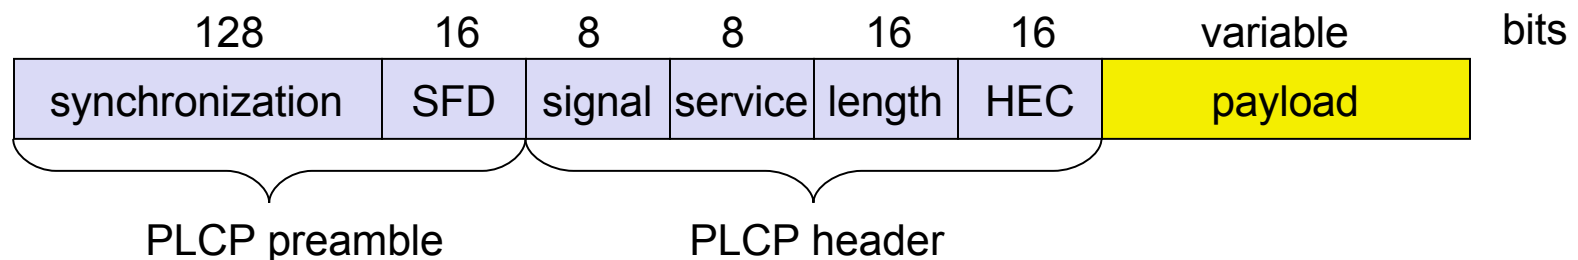 128 16 8 8 16 16 variable bits
synchronization SFD signal service length HEC payload
PLCP preamble PLCP header